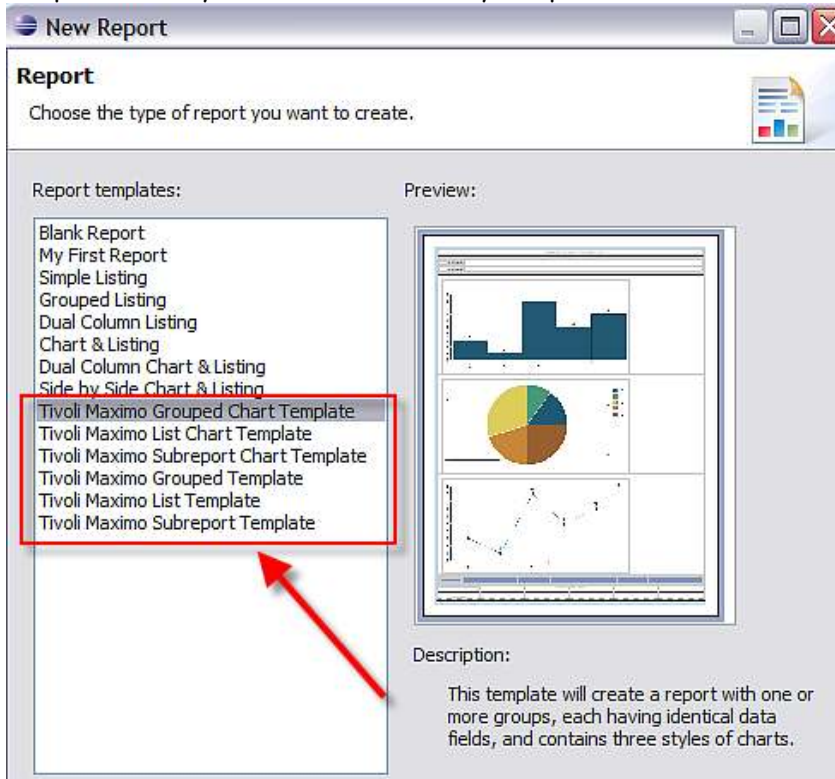 New Report
Report
Choose the type of report you want to create.
Report templates:
Preview:
Blank Report
My First Report
Simple Listing
Grouped Listing
Dual Column Listing
Chart & Listing
Dual Column Chart & Listing
Side by Side Chart & Listing
Tivoli Maximo Grouped Chart Template
Tivoli Maximo List Chart Template
Tivoli Maximo Subreport Chart Template
Tivoli Maximo Grouped Template
Tivoli Maximo List Template
Tivoli Maximo Subreport Template
Description:
This template will create a report with one or
more groups, each having identical data
fields, and contains three styles of charts.